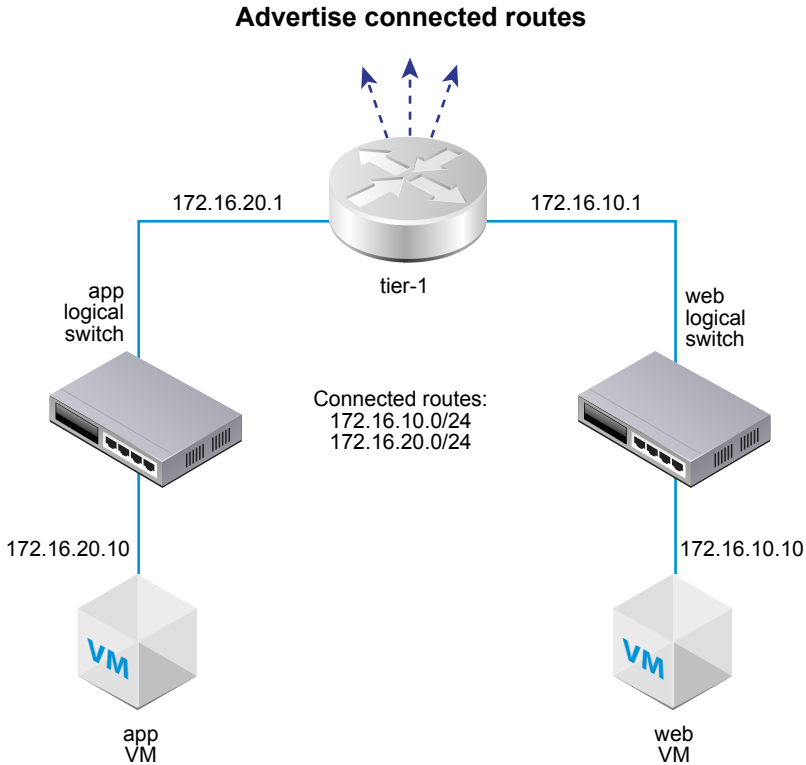 Advertise connected routes
172.16.20.1
172.16.10.1
tier-1
app
logical
switch
web
logical
switch
Connected routes:
172.16.10.0/24
172.16.20.0/24
172.16.20.10
172.16.10.10
VM
VM
app
VM
web
VM